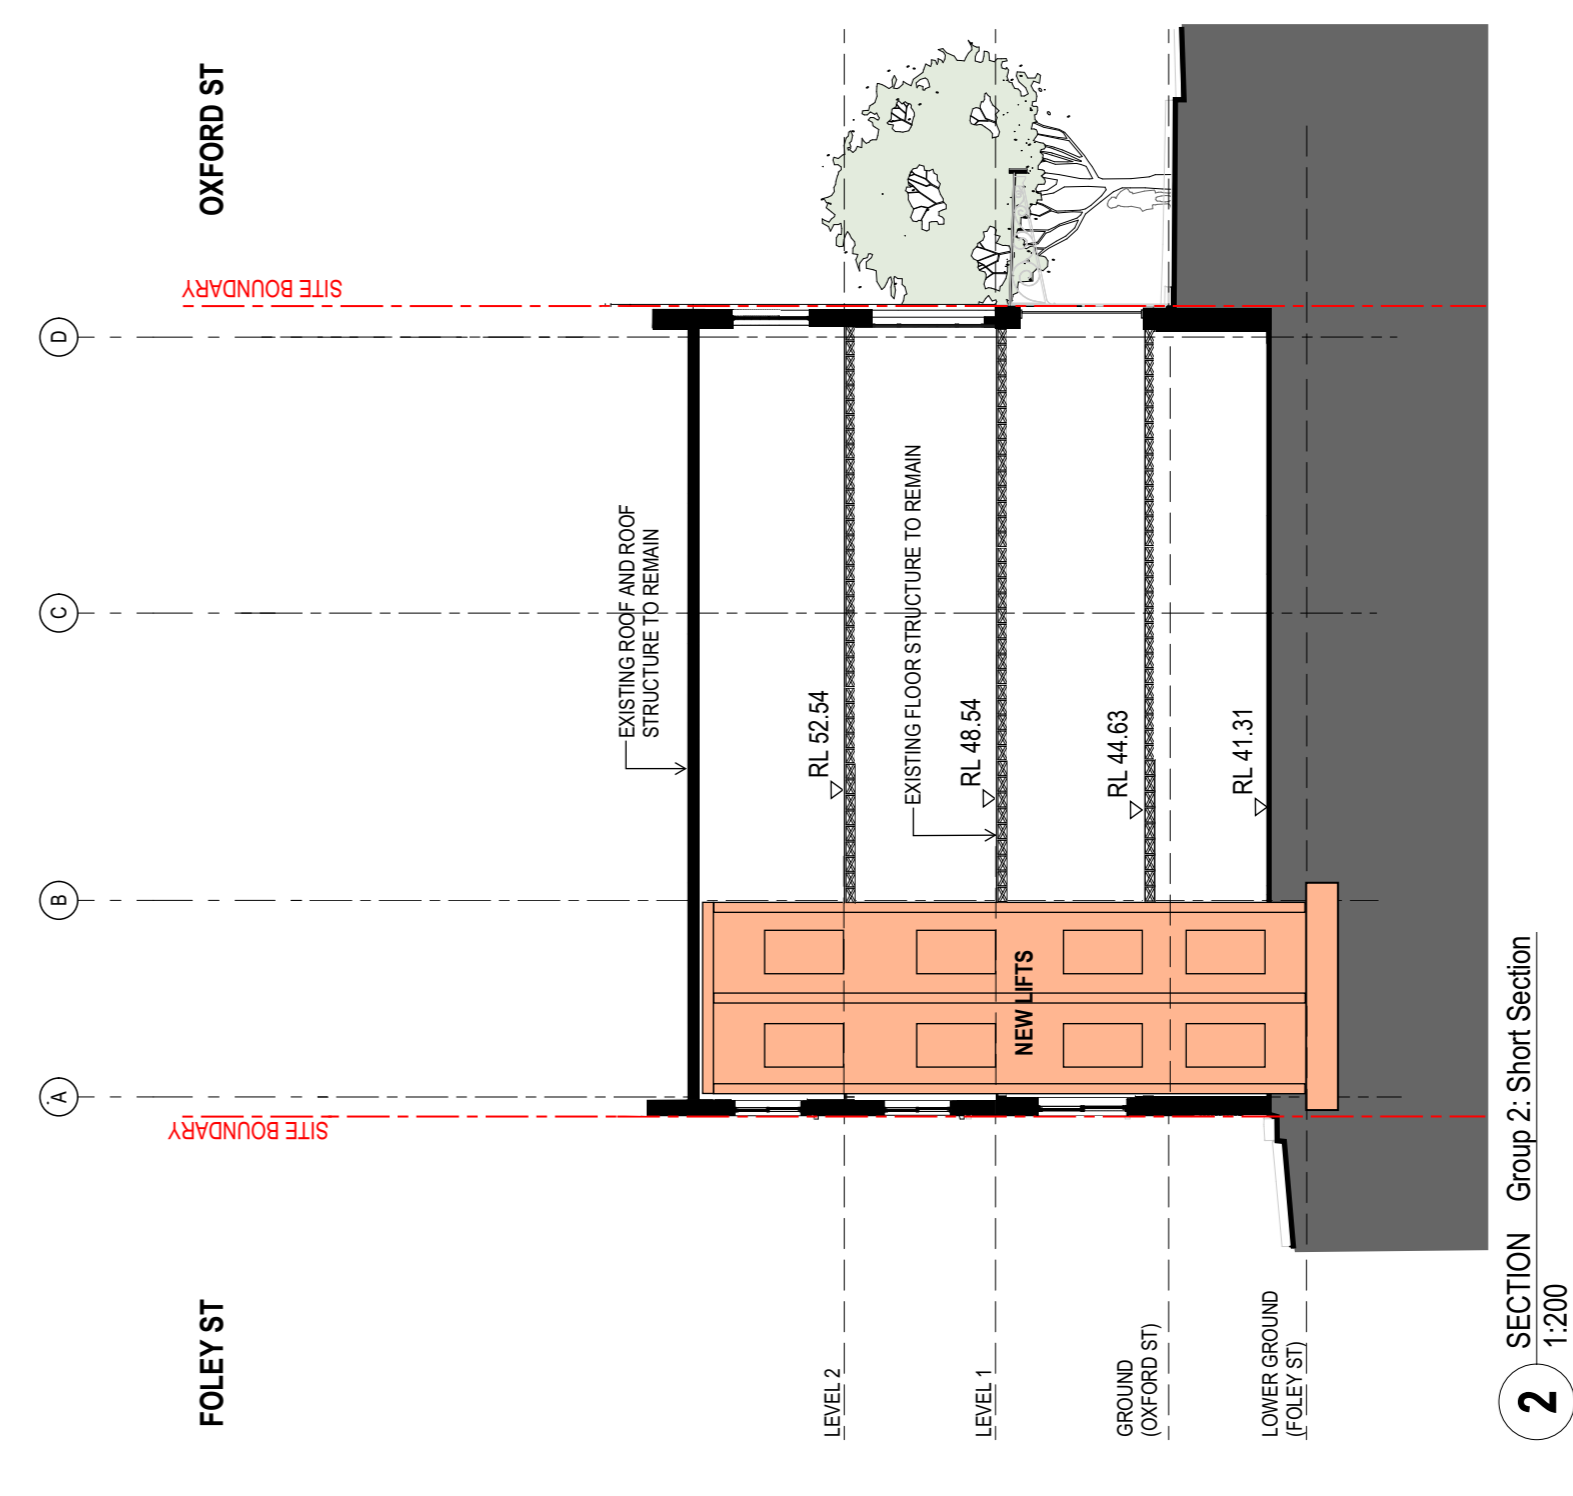 FOLEY ST
OXFORD ST
SITE BOUNDARY
SITE BOUNDARY
A
B
C
D
EXISTING ROOF AND ROOF
STRUCTURE TO REMAIN
LEVEL 2
RL 52.54
EXISTING FLOOR STRUCTURE TO REMAIN
LEVEL 1
RL 48.54
NEW LIFTS
GROUND
(OXFORD ST)
RL 44.63
LOWER GROUND
(FOLEY ST)
RL 41.31
2
SECTION Group 2: Short Section
1:200